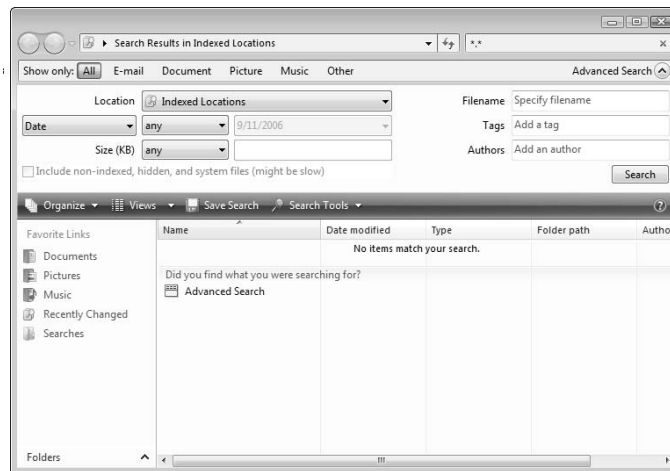 Search Results in Indexed Locations
*.*
Show only: All E-mail Document Picture Music Other Advanced Search
Location Indexed Locations Filename Specify filename
Date any 9/11/2006 Tags Add a tag
Size (KB) any Authors Add an author
Include non-indexed, hidden, and system files (might be slow) Search
Organize Views Save Search Search Tools ?
Favorite Links Name Date modified Type Folder path Autho
No items match your search.
Documents
Did you find what you were searching for?
Pictures
Advanced Search
Music
Recently Changed
Searches
Folders